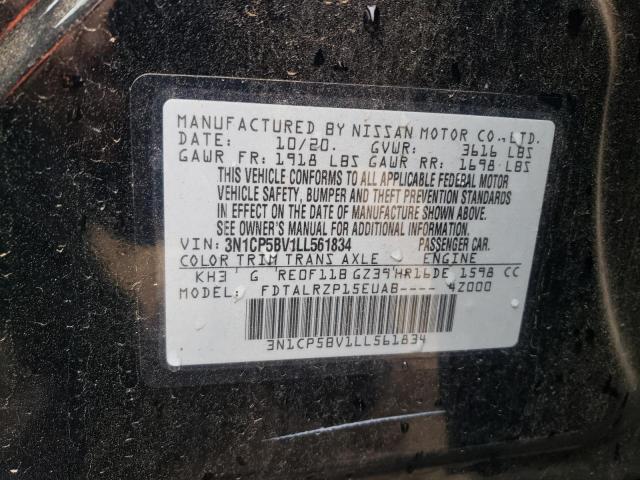 MANUFACTURED BY NISSAN MOTOR CO.,LTD.
DATE: 10/20. GVWR: 3616 LBS
GAWR FR: 1918 LBS GAWR RR: 1698 LBS
THIS VEHICLE CONFORMS TO ALL APPLICABLE FEDERAL MOTOR
VEHICLE SAFETY, BUMPER AND THEFT PREVENTION STANDARDS
IN EFFECT ON THE DATE OF MANUFACTURE SHOWN ABOVE.
SEE OWNER'S MANUAL FOR ADDITIONAL INFORMATION.
VIN: 3N1CP5BV1LL561834 PASSENGER CAR.
COLOR TRIM TRANS AXLE ENGINE
KH3 G RE0F11B GZ39 HR16DE 1598 CC
MODEL: FDTALRZP15EUAB---- 4Z000
3N1CP5BV1LL561834